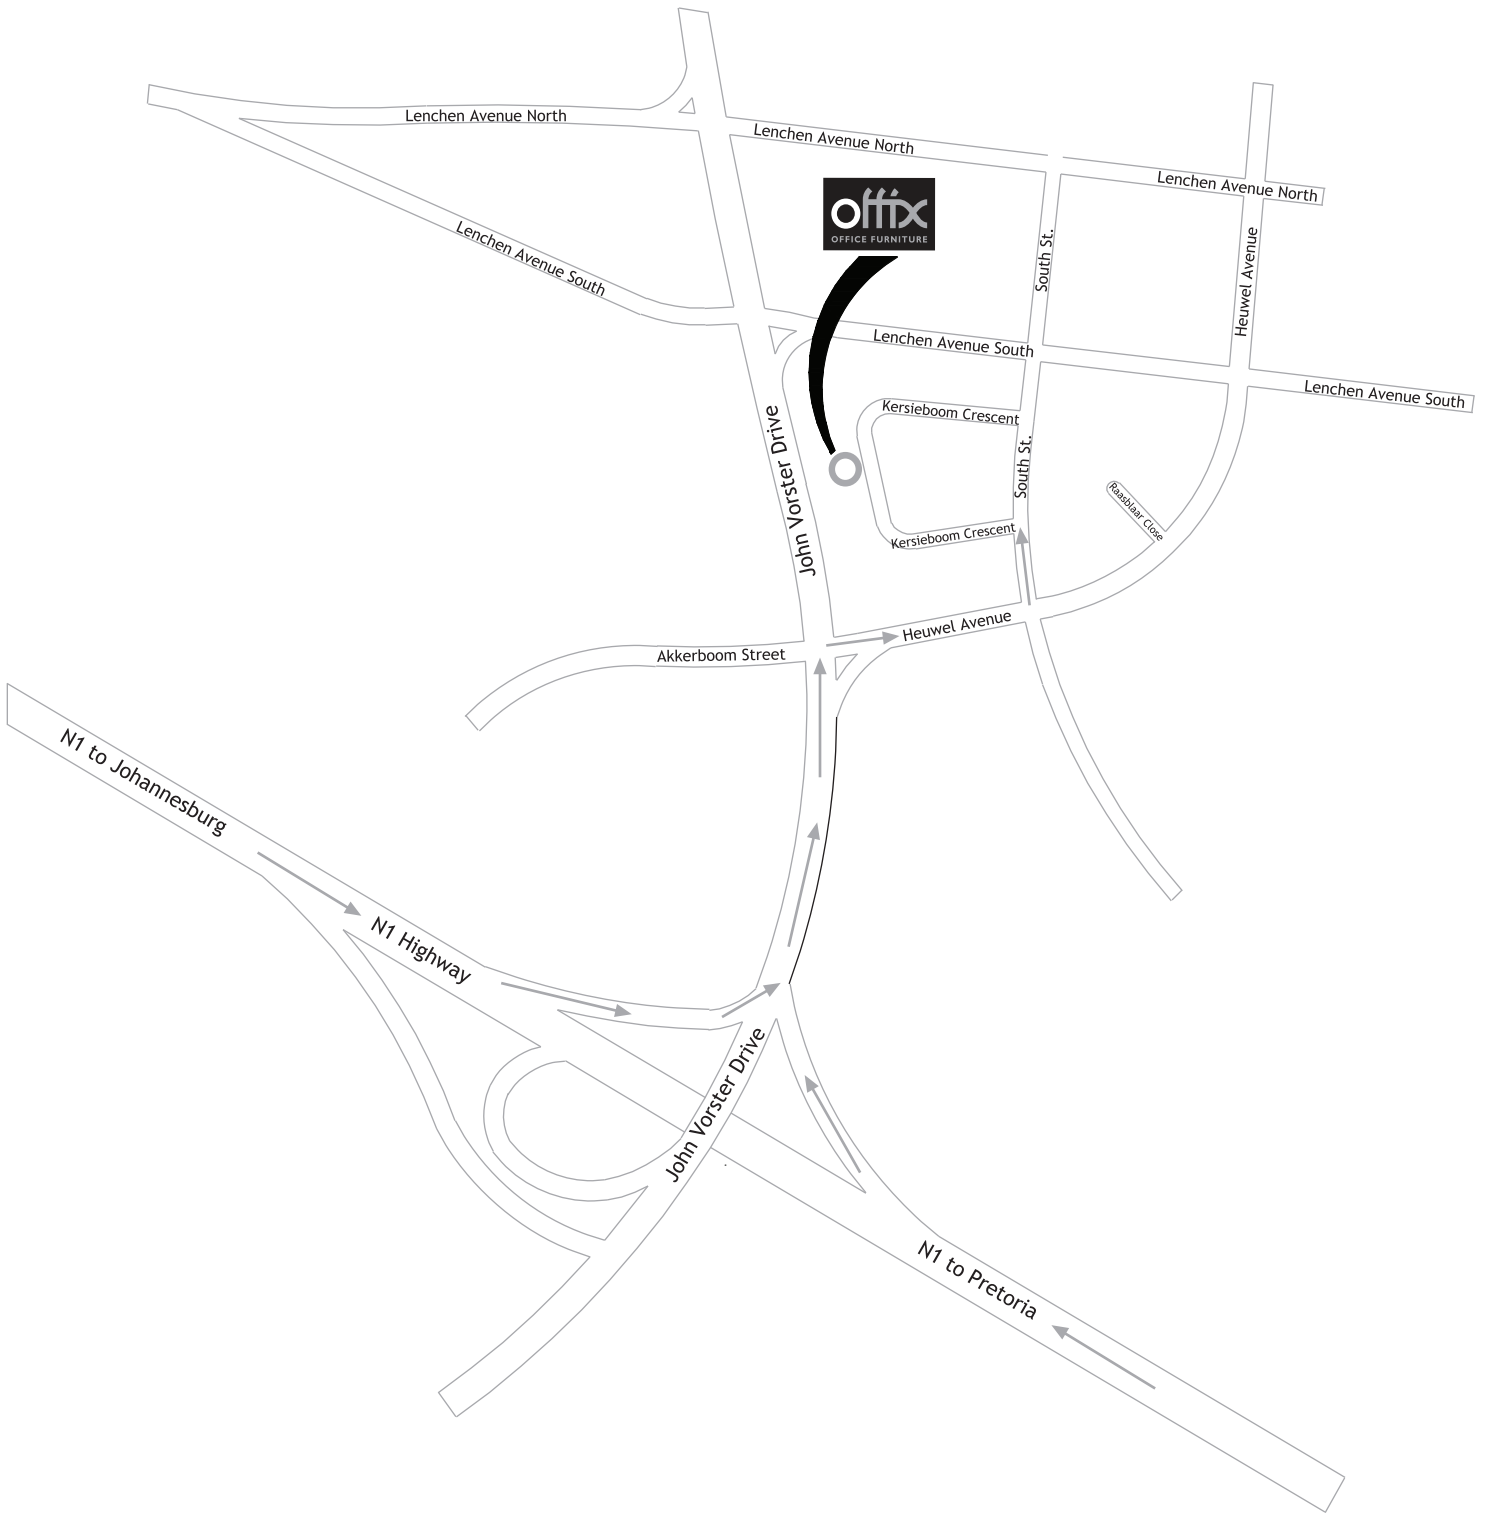 Lenchen Avenue North
Lenchen Avenue North
Lenchen Avenue North
offix
OFFICE FURNITURE
Lenchen Avenue South
South St.
Heuwel Avenue
Lenchen Avenue South
Lenchen Avenue South
Kersieboom Crescent
John Vorster Drive
South St.
Raasblaar Close
Kersieboom Crescent
Heuwel Avenue
Akkerboom Street
N1 to Johannesburg
N1 Highway
John Vorster Drive
N1 to Pretoria